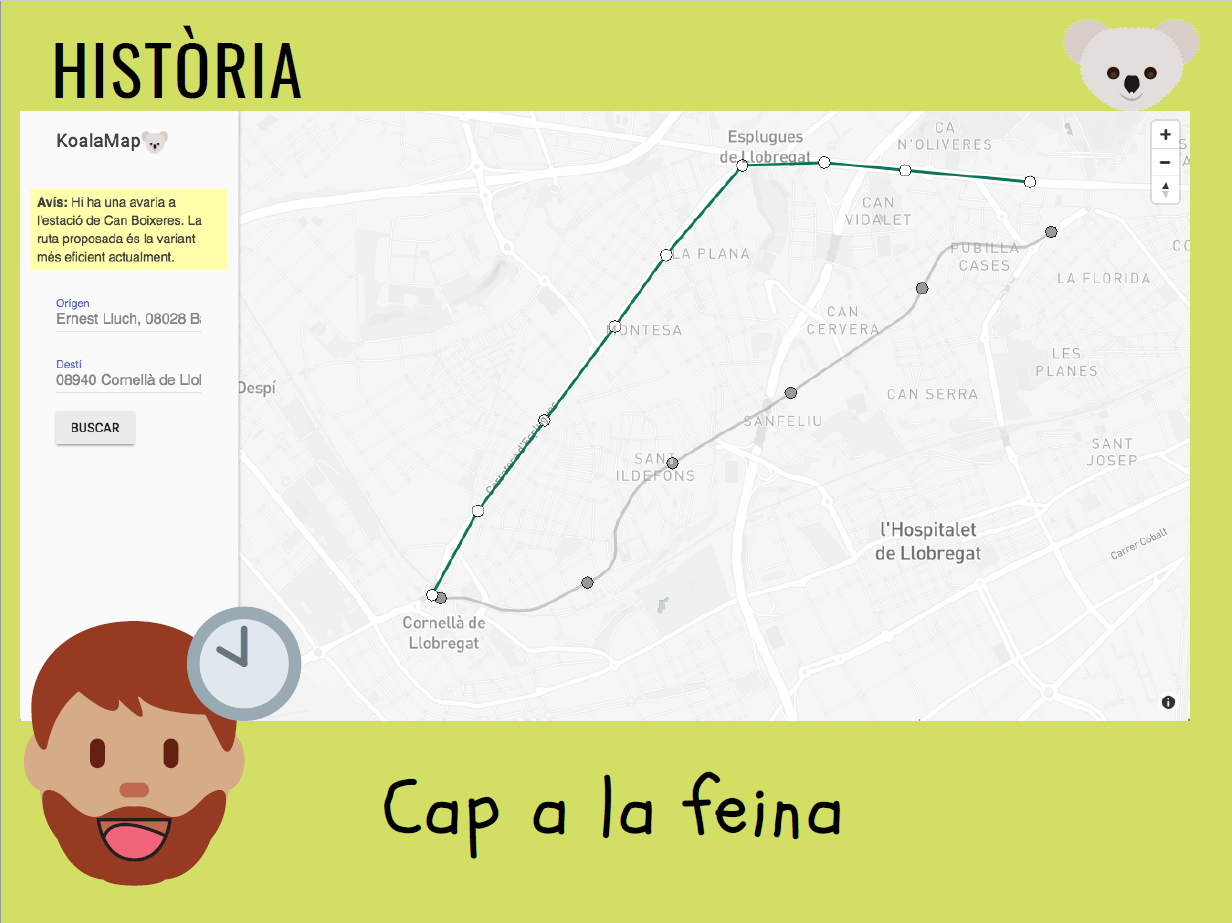 HISTÒRIA
KoalaMap
Avís: Hi ha una avaria a
l'estació de Can Boixeres. La
ruta proposada és la variant
més eficient actualment.
Orígen
Ernest Lluch, 08028 B
Destí
08940 Cornellà de Llo
BUSCAR
Esplugues
de Llobregat
CA
N'OLIVERES
CAN
VIDALET
LA PLANA
PUBILLA
CASES
LA FLORIDA
MONTESA
CAN
CERVERA
LES
PLANES
Despí
CAN SERRA
SANFELIU
SANT
ILDEFONS
SANT
JOSEP
l'Hospitalet
de Llobregat
Carrer Cobalt
Cornellà de
Llobregat
Cap a la feina